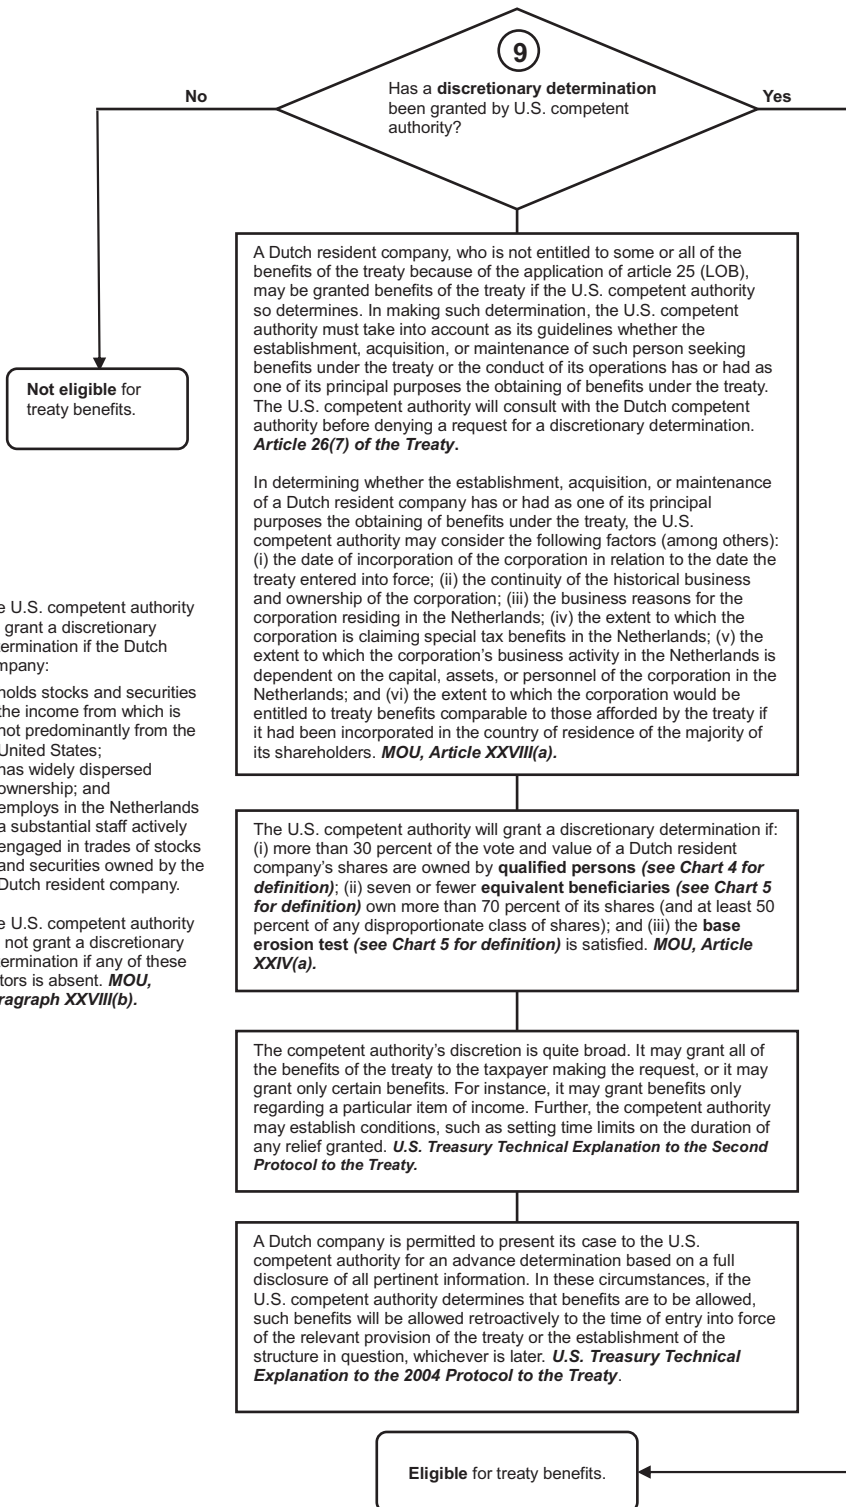 9
Has a discretionary determination
been granted by U.S. competent
authority?
No
Yes
Not eligible for
treaty benefits.
A Dutch resident company, who is not entitled to some or all of the
benefits of the treaty because of the application of article 25 (LOB),
may be granted benefits of the treaty if the U.S. competent authority
so determines. In making such determination, the U.S. competent
authority must take into account as its guidelines whether the
establishment, acquisition, or maintenance of such person seeking
benefits under the treaty or the conduct of its operations has or had as
one of its principal purposes the obtaining of benefits under the treaty.
The U.S. competent authority will consult with the Dutch competent
authority before denying a request for a discretionary determination.
Article 26(7) of the Treaty.
In determining whether the establishment, acquisition, or maintenance
of a Dutch resident company has or had as one of its principal
purposes the obtaining of benefits under the treaty, the U.S.
competent authority may consider the following factors (among others):
(i) the date of incorporation of the corporation in relation to the date the
treaty entered into force; (ii) the continuity of the historical business
and ownership of the corporation; (iii) the business reasons for the
corporation residing in the Netherlands; (iv) the extent to which the
corporation is claiming special tax benefits in the Netherlands; (v) the
extent to which the corporation's business activity in the Netherlands is
dependent on the capital, assets, or personnel of the corporation in the
Netherlands; and (vi) the extent to which the corporation would be
entitled to treaty benefits comparable to those afforded by the treaty if
it had been incorporated in the country of residence of the majority of
its shareholders. MOU, Article XXVIII(a).
e U.S. competent authority
grant a discretionary
termination if the Dutch
mpany:
holds stocks and securities
the income from which is
not predominantly from the
United States;
has widely dispersed
ownership; and
employs in the Netherlands
a substantial staff actively
engaged in trades of stocks
and securities owned by the
Dutch resident company.
e U.S. competent authority
not grant a discretionary
termination if any of these
tors is absent. MOU,
ragraph XXVIII(b).
The U.S. competent authority will grant a discretionary determination if:
(i) more than 30 percent of the vote and value of a Dutch resident
company's shares are owned by qualified persons (see Chart 4 for
definition); (ii) seven or fewer equivalent beneficiaries (see Chart 5
for definition) own more than 70 percent of its shares (and at least 50
percent of any disproportionate class of shares); and (iii) the base
erosion test (see Chart 5 for definition) is satisfied. MOU, Article
XXIV(a).
The competent authority's discretion is quite broad. It may grant all of
the benefits of the treaty to the taxpayer making the request, or it may
grant only certain benefits. For instance, it may grant benefits only
regarding a particular item of income. Further, the competent authority
may establish conditions, such as setting time limits on the duration of
any relief granted. U.S. Treasury Technical Explanation to the Second
Protocol to the Treaty.
A Dutch company is permitted to present its case to the U.S.
competent authority for an advance determination based on a full
disclosure of all pertinent information. In these circumstances, if the
U.S. competent authority determines that benefits are to be allowed,
such benefits will be allowed retroactively to the time of entry into force
of the relevant provision of the treaty or the establishment of the
structure in question, whichever is later. U.S. Treasury Technical
Explanation to the 2004 Protocol to the Treaty.
Eligible for treaty benefits.